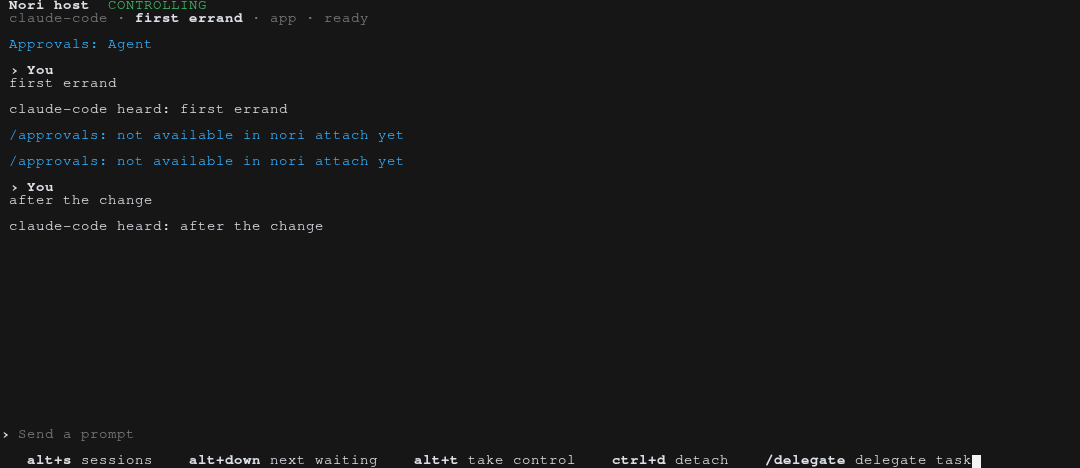 Nori host  CONTROLLING
claude-code · first errand · app · ready
Approvals: Agent
› You
first errand
claude-code heard: first errand
/approvals: not available in nori attach yet
/approvals: not available in nori attach yet
› You
after the change
claude-code heard: after the change
› Send a prompt
alt+s sessions    alt+down next waiting    alt+t take control    ctrl+d detach    /delegate delegate task